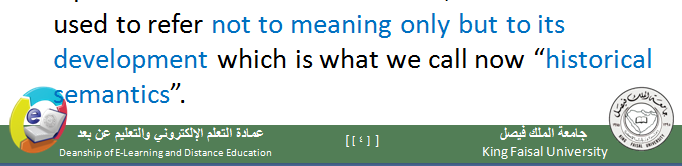 used to refer not to meaning only but to its
development which is what we call now “historical
semantics”.
عمادة التعلم الإلكتروني والتعليم عن بعد
Deanship of E-Learning and Distance Education
[[ ٤ ] ]
جامعة الملك فيصل
King Faisal University